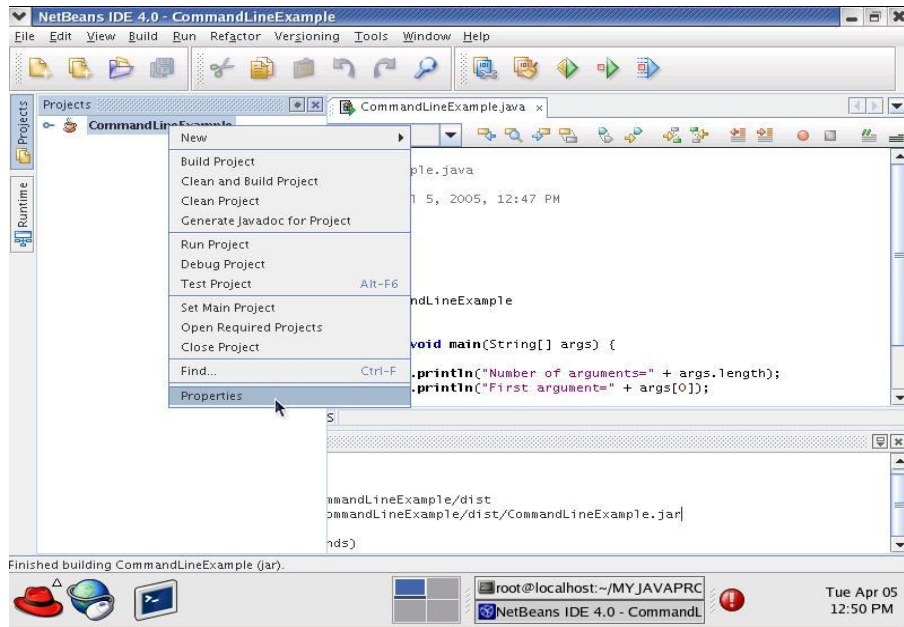 NetBeans IDE 4.0 - CommandLineExample
File Edit View Build Run Refactor Versioning Tools Window Help
Projects
Runtime
Projects
CommandLineExample
CommandLineExample.java
New
Build Project
Clean and Build Project
Clean Project
Generate Javadoc for Project
Run Project
Debug Project
Test Project Alt-F6
Set Main Project
Open Required Projects
Close Project
Find... Ctrl-F
Properties
ple.java
5, 2005, 12:47 PM
ndLineExample
void main(String[] args) {
.println("Number of arguments=" + args.length);
.println("First argument=" + args[0]);
S
mmandLineExample/dist
ommandLineExample/dist/CommandLineExample.jar
nds)
Finished building CommandLineExample (jar).
root@localhost:~/MYJAVAPRC
NetBeans IDE 4.0 - CommandL
Tue Apr 05
12:50 PM